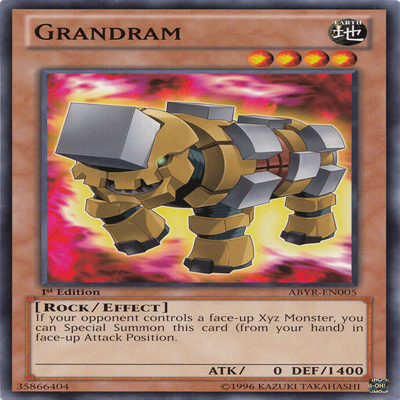 GRANDRAM
EARTH
地
1st Edition
ABYR-EN005
[ROCK/EFFECT]
If your opponent controls a face-up Xyz Monster, you
can Special Summon this card (from your hand) in
face-up Attack Position.
ATK/ 0 DEF/1400
35866404
©1996 KAZUKI TAKAHASHI